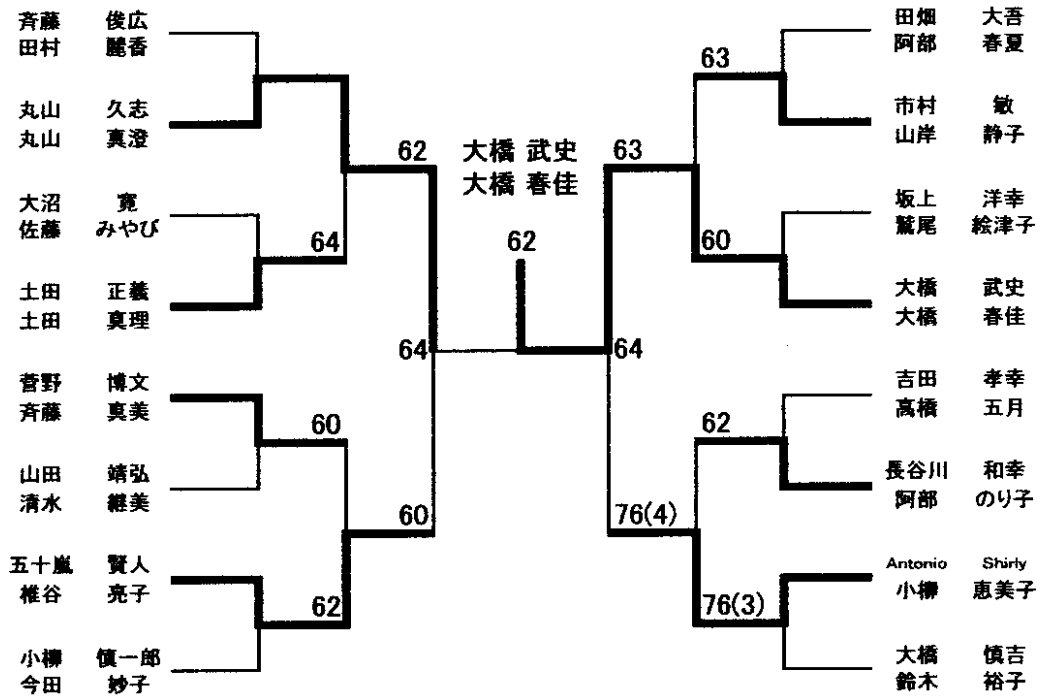 斉藤 俊広
田村 麗香
丸山 久志
丸山 真澄
大沼 寛
佐藤 みやび
土田 正義
土田 真理
菅野 博文
斉藤 真美
山田 靖弘
清水 継美
五十嵐 賢人
椎谷 亮子
小柳 慎一郎
今田 妙子
64
60
62
62
60
64
大橋 武史
大橋 春佳
62
63
64
76(4)
63
60
62
76(3)
田畑 大吾
阿部 春夏
市村 敏
山岸 静子
坂上 洋幸
鷲尾 絵津子
大橋 武史
大橋 春佳
吉田 孝幸
高橋 五月
長谷川 和幸
阿部 のり子
Antonio Shirly
小柳 恵美子
大橋 慎吉
鈴木 裕子